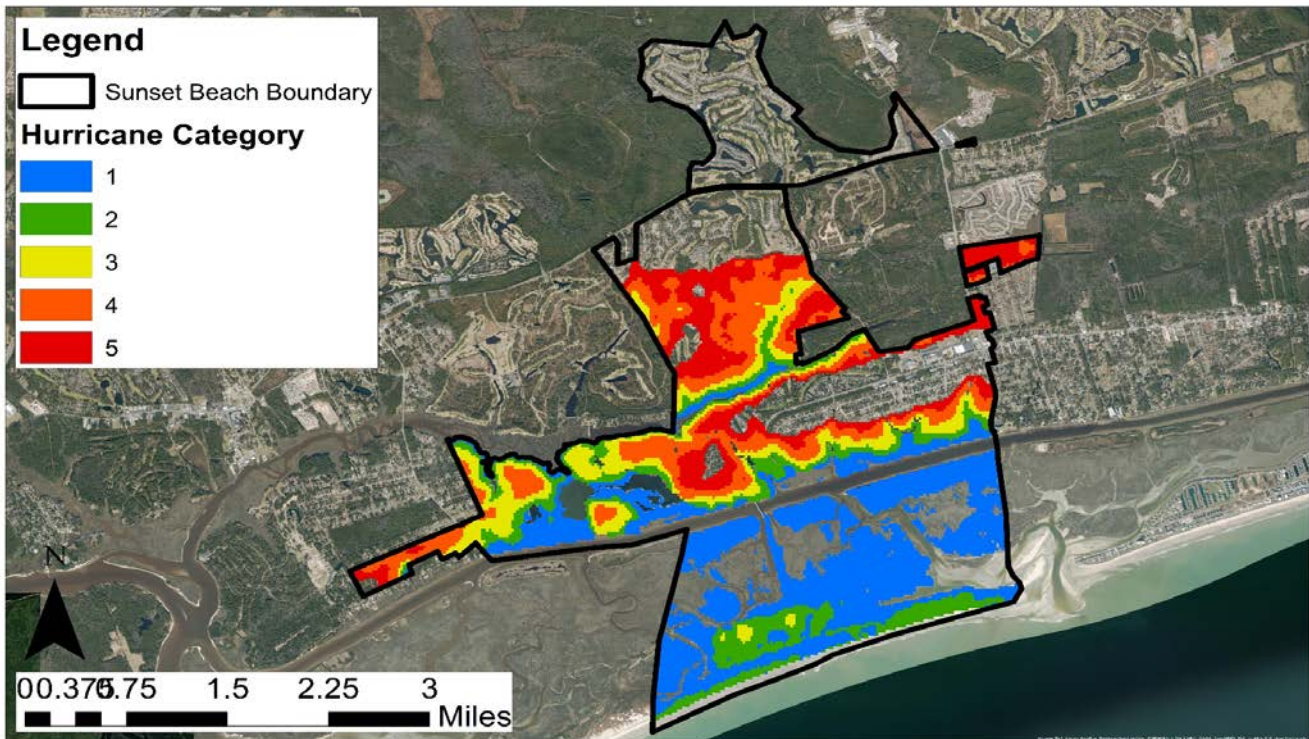 Legend
Sunset Beach Boundary
Hurricane Category
1
2
3
4
5
N
00.3750.75 1.5 2.25 3
Miles